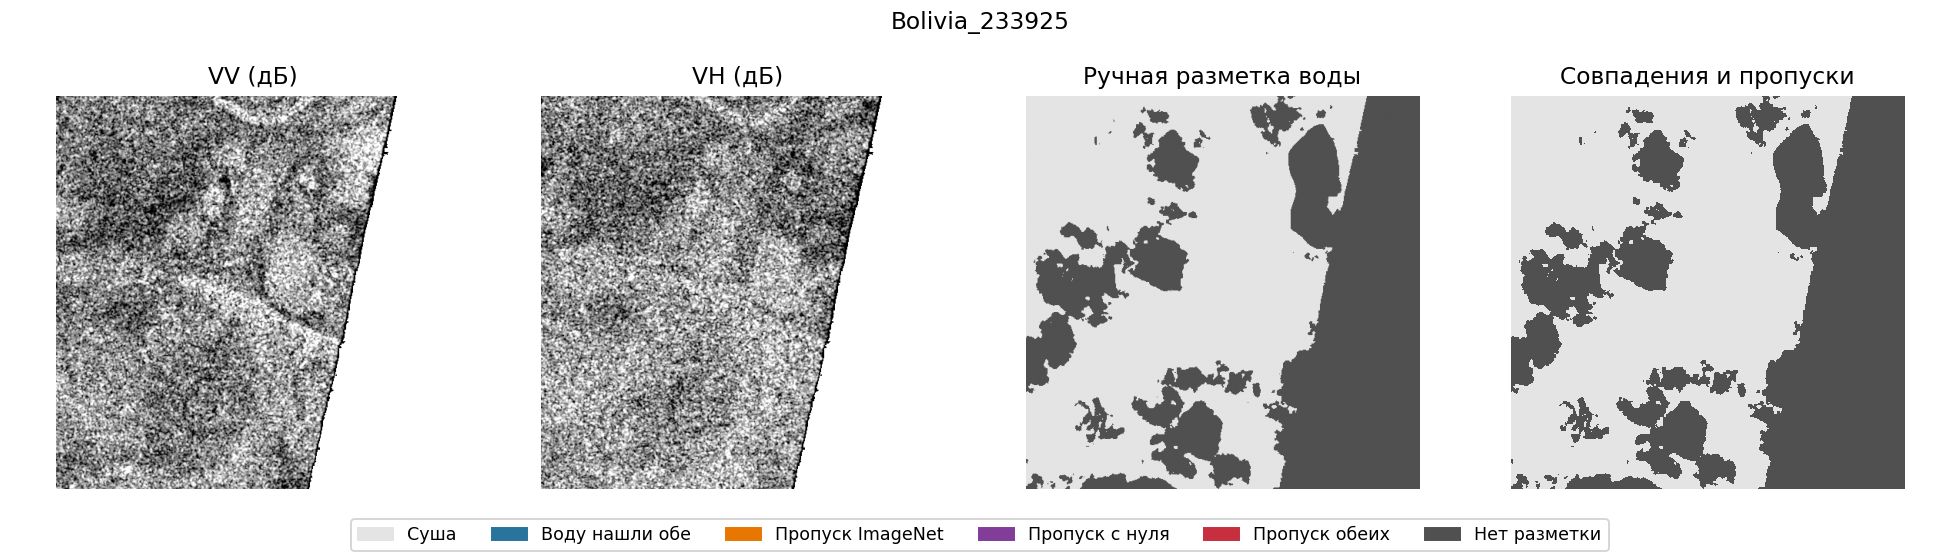 Bolivia_233925
VV (дБ)
VH (дБ)
Ручная разметка воды
Совпадения и пропуски
Суша
Воду нашли обе
Пропуск ImageNet
Пропуск с нуля
Пропуск обеих
Нет разметки